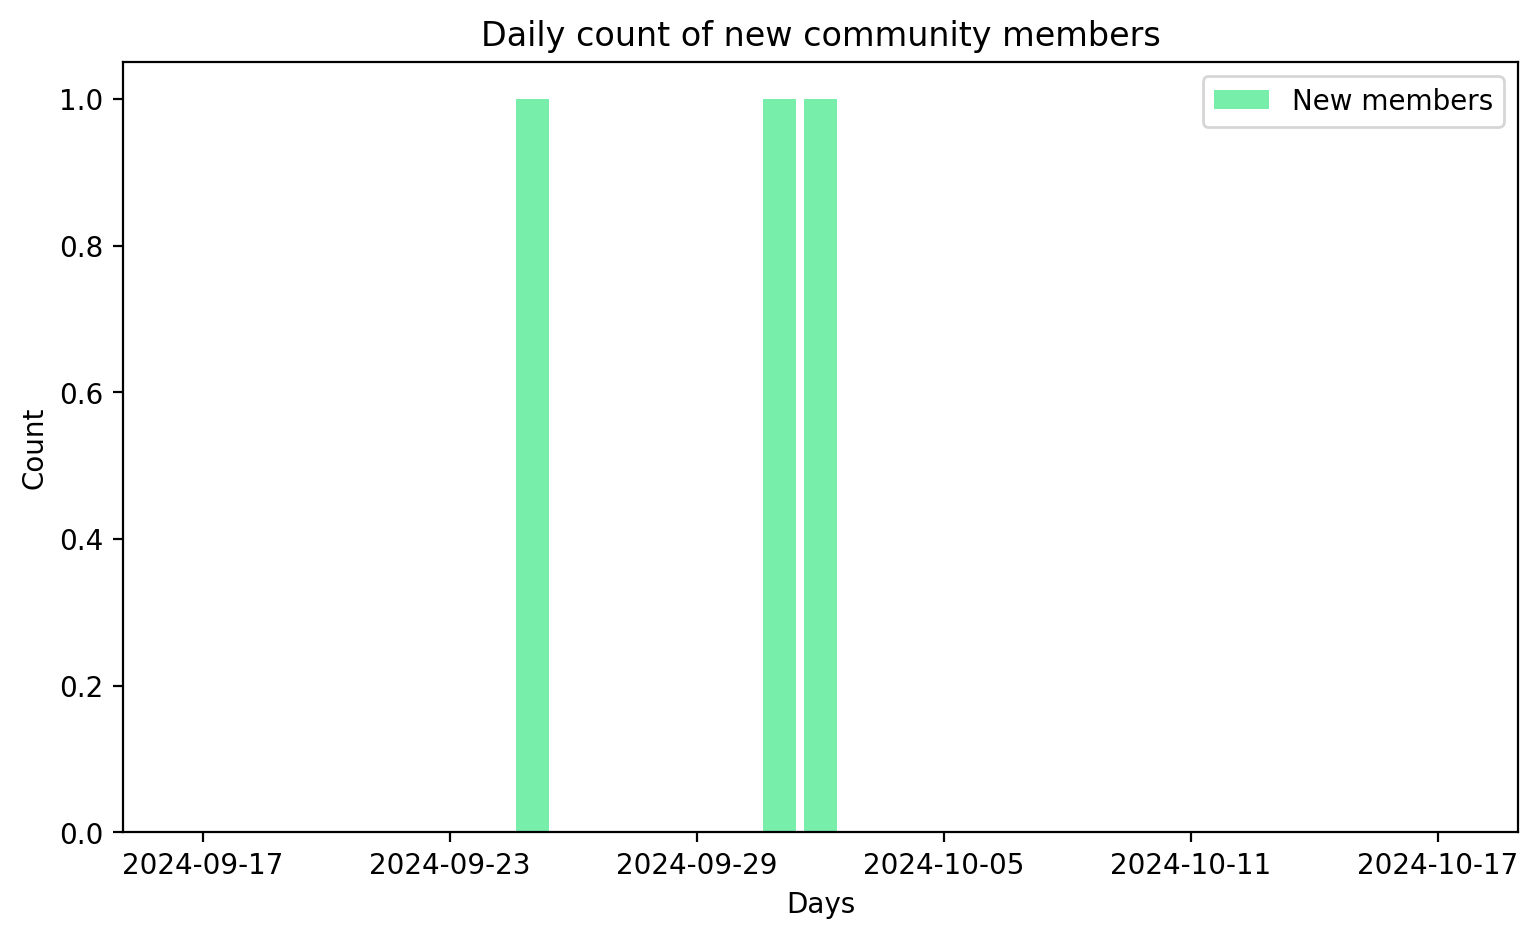 Daily count of new community members
New members
1.0
0.8
0.6
0.4
0.2
0.0
Count
2024-09-17 2024-09-23 2024-09-29 2024-10-05 2024-10-11 2024-10-17
Days